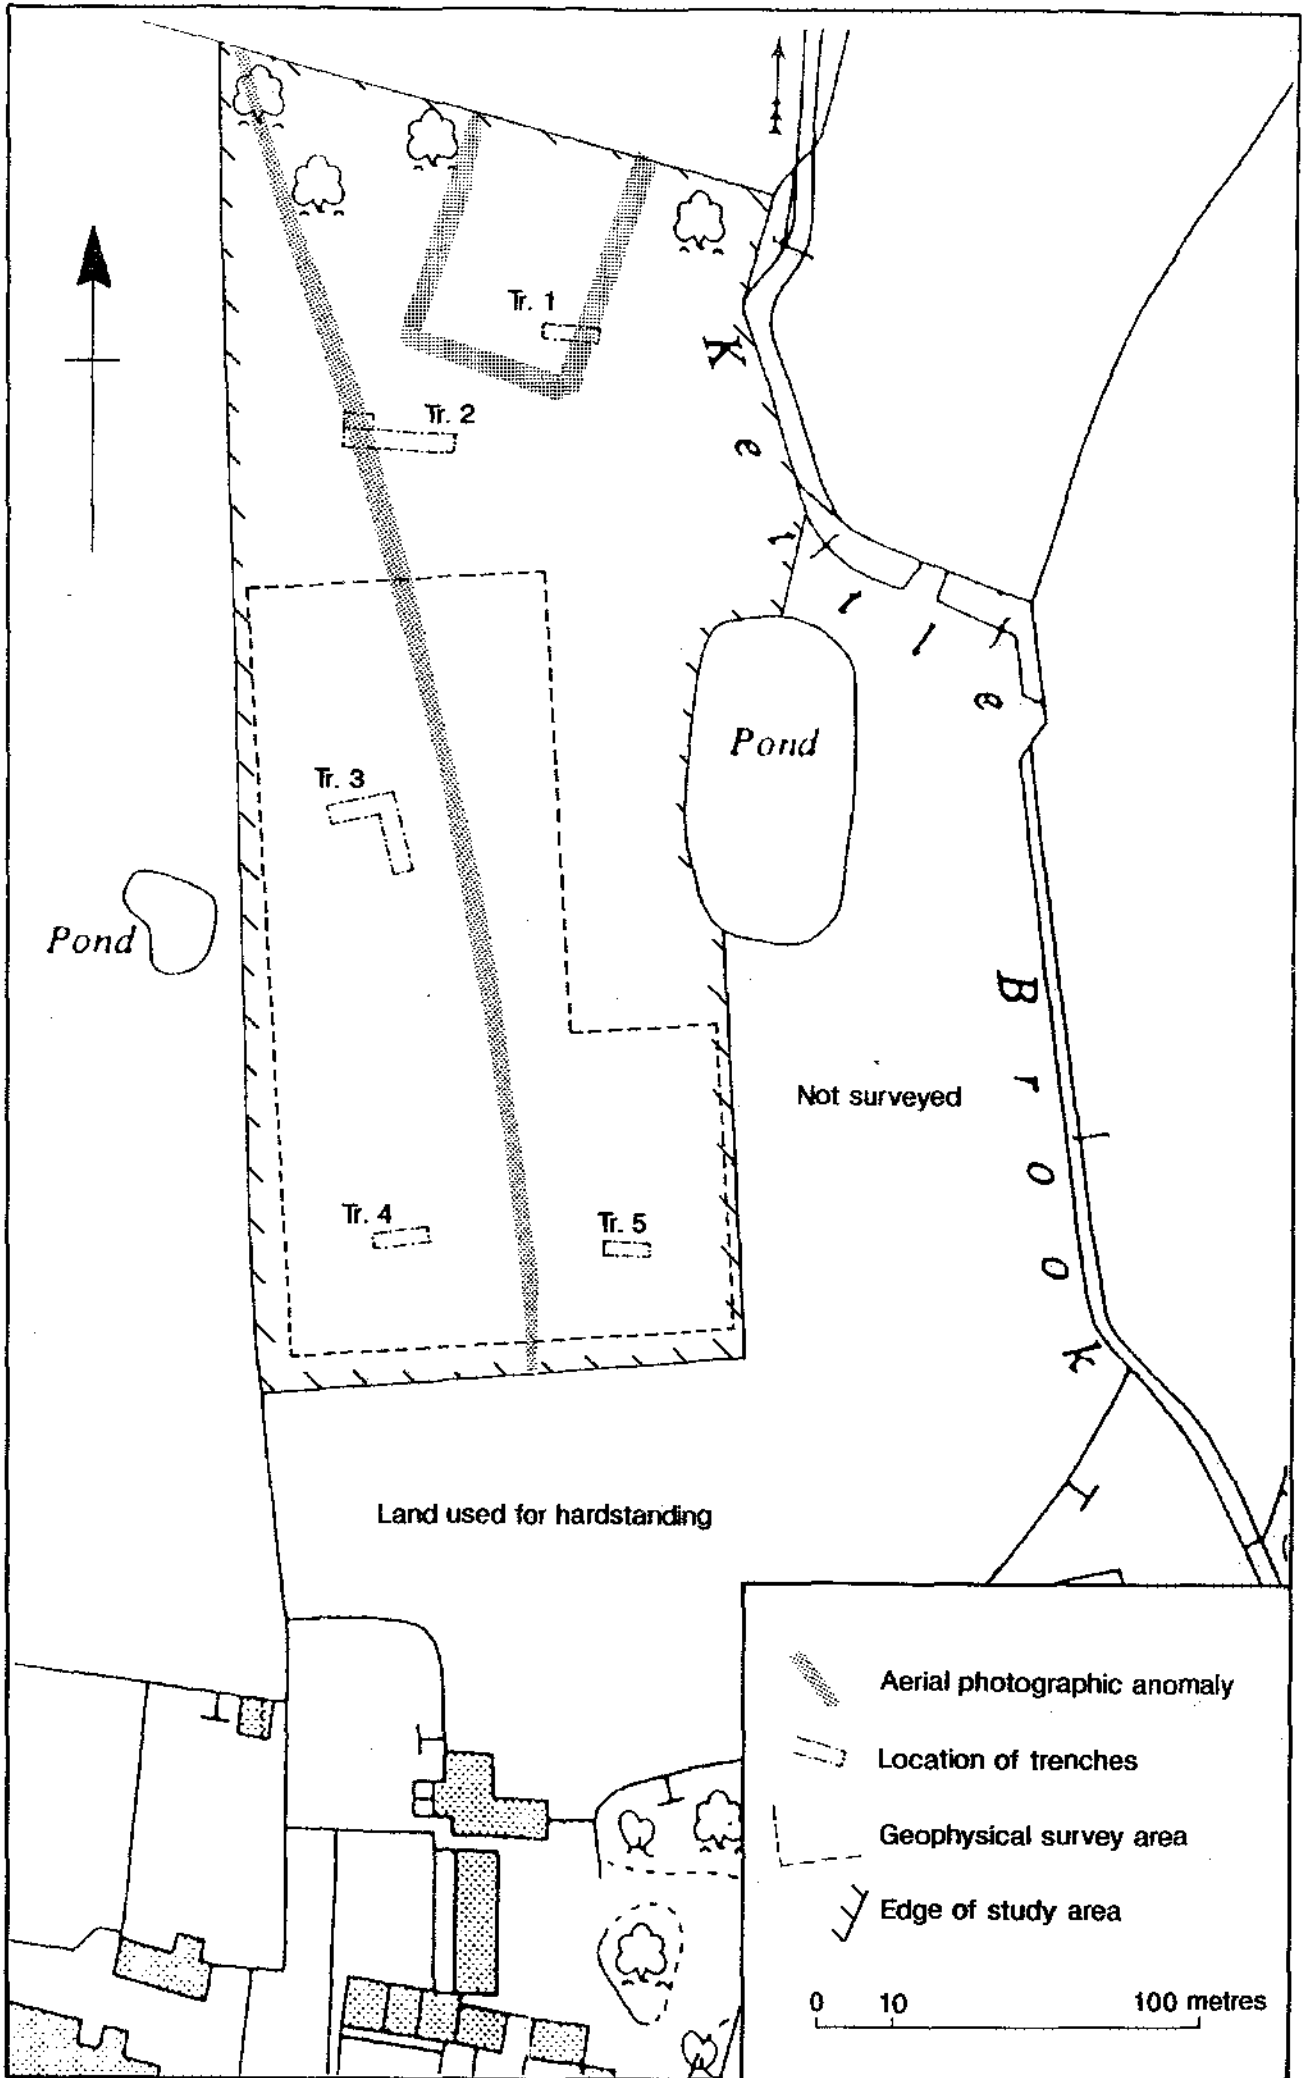 Tr. 1
Tr. 2
Kettle
Pond
Tr. 3
Pond
Brook
Not surveyed
Tr. 4
Tr. 5
Land used for hardstanding
Aerial photographic anomaly
Location of trenches
Geophysical survey area
Edge of study area
0 10 100 metres